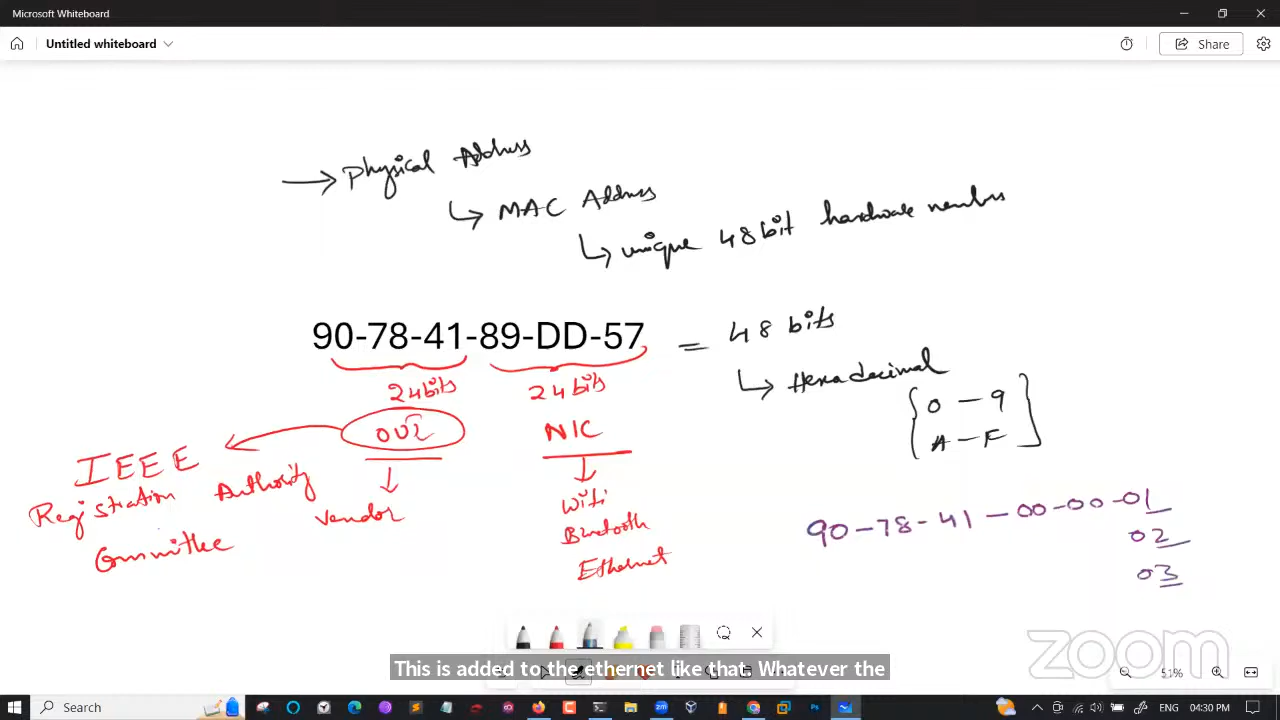 Microsoft Whiteboard
Untitled whiteboard
Share
→ Physical Address
↳ MAC Address
↳ unique 48 bit hardware number
90-78-41-89-DD-57 = 48 bits
↳ Hexadecimal
0 - 9
A - F
24 bits 24 bits
OUI NIC
IEEE
Registration Authority
Committee
Vendor
Wifi
Bluetooth
Ethernet
90-78-41-00-00-01
02
03
zoom
This is added to the ethernet like that. Whatever the
51%
Search
04:30 PM